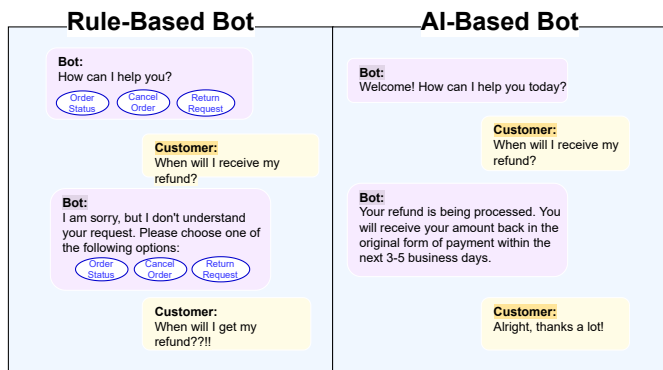 Rule-Based Bot
Bot:
How can I help you?
Order
Status
Cancel
Order
Return
Request
Customer:
When will I receive my
refund?
Bot:
I am sorry, but I don't understand
your request. Please choose one of
the following options:
Order
Status
Cancel
Order
Return
Request
Customer:
When will I get my
refund??!!
AI-Based Bot
Bot:
Welcome! How can I help you today?
Customer:
When will I receive my
refund?
Bot:
Your refund is being processed. You
will receive your amount back in the
original form of payment within the
next 3-5 business days.
Customer:
Alright, thanks a lot!